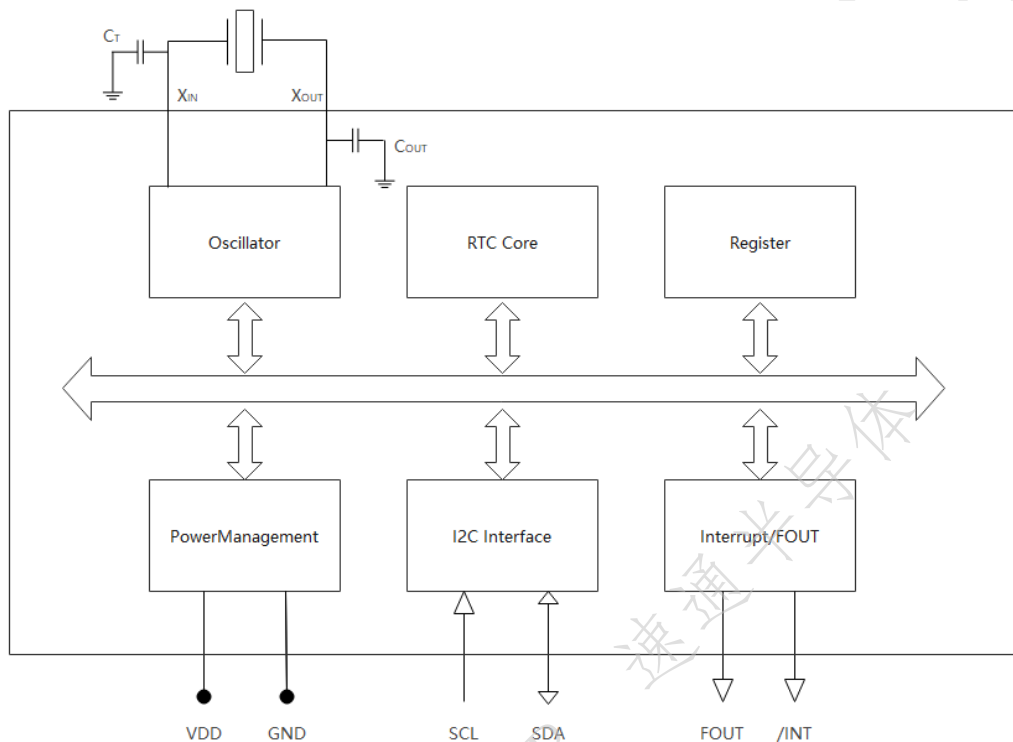 CT
XIN XOUT
COUT
Oscillator RTC Core Register
PowerManagement I2C Interface Interrupt/FOUT
VDD GND SCL SDA FOUT /INT
速通半导体